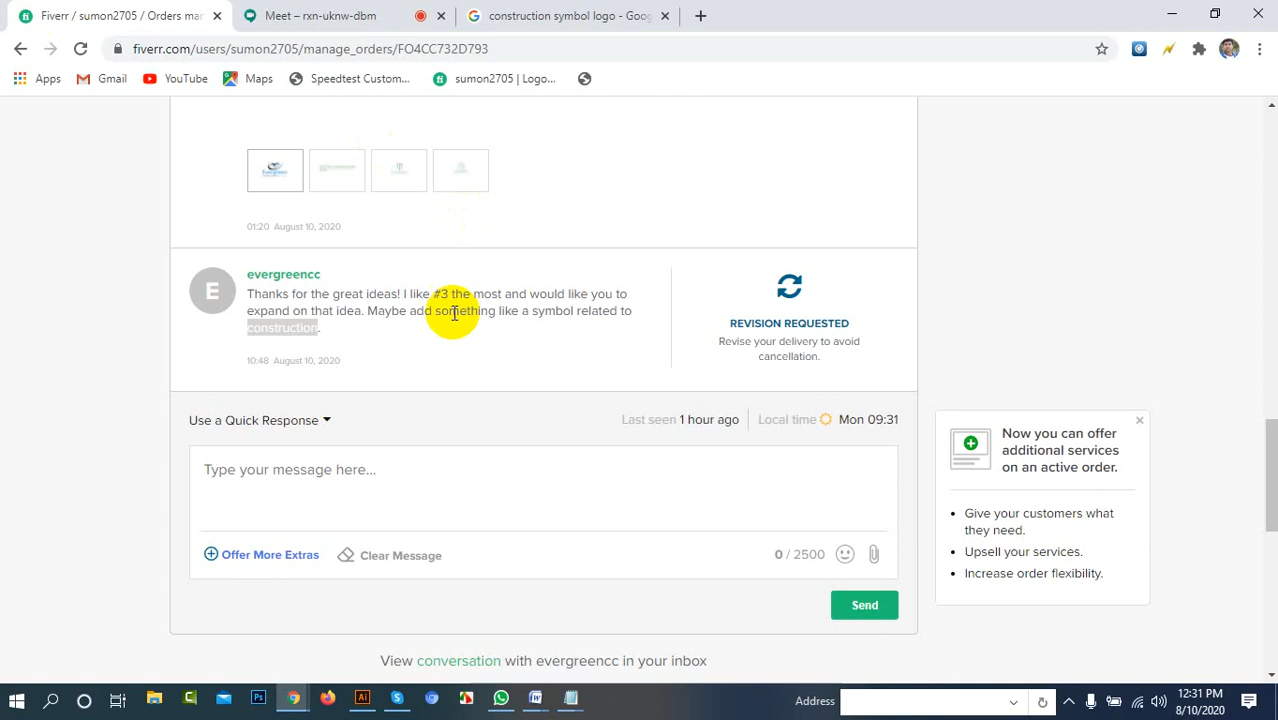 Fiverr / sumon2705 / Orders mar
Meet – rxn-uknw-dbm
construction symbol logo - Goo
fiverr.com/users/sumon2705/manage_orders/FO4CC732D793
Apps
Gmail
YouTube
Maps
Speedtest Custom...
sumon2705 | Logo...
01:20 August 10, 2020
E
evergreencc
Thanks for the great ideas! I like #3 the most and would like you to
expand on that idea. Maybe add something like a symbol related to
construction.
10:48 August 10, 2020
REVISION REQUESTED
Revise your delivery to avoid
cancellation.
Use a Quick Response
Last seen 1 hour ago
Local time Mon 09:31
Type your message here...
Offer More Extras
Clear Message
0 / 2500
Send
Now you can offer
additional services
on an active order.
Give your customers what
they need.
Upsell your services.
Increase order flexibility.
View conversation with evergreencc in your inbox
Address
12:31 PM
8/10/2020